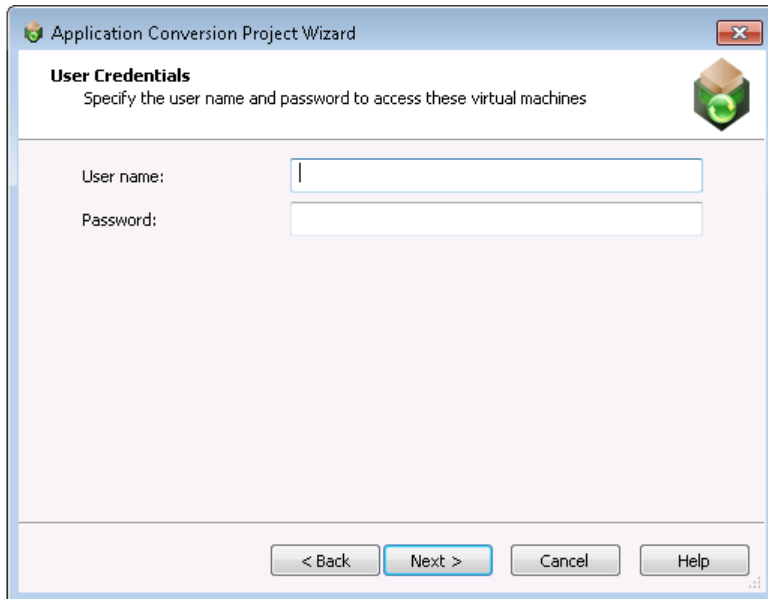 Application Conversion Project Wizard
User Credentials
Specify the user name and password to access these virtual machines
User name:
Password:
< Back Next > Cancel Help